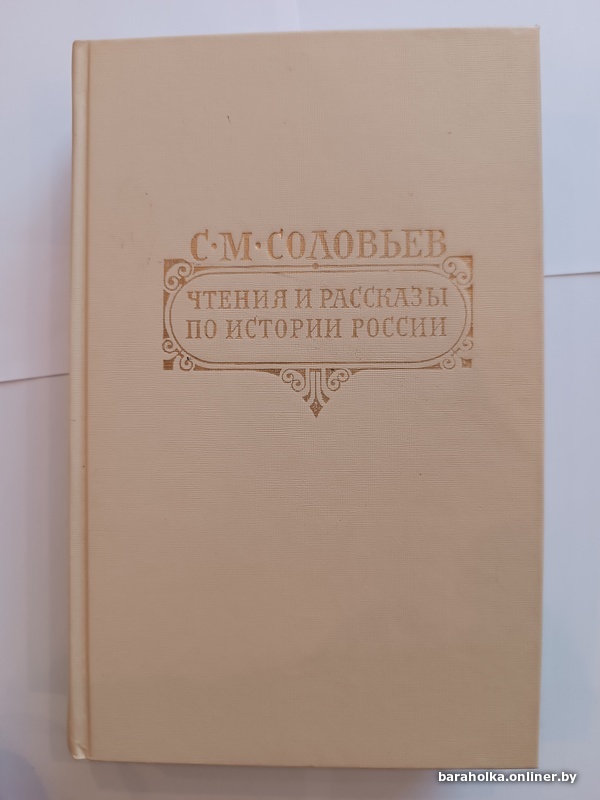 С·М·СОЛОВЬЕВ
ЧТЕНИЯ И РАССКАЗЫ
ПО ИСТОРИИ РОССИИ
baraholka.onliner.by